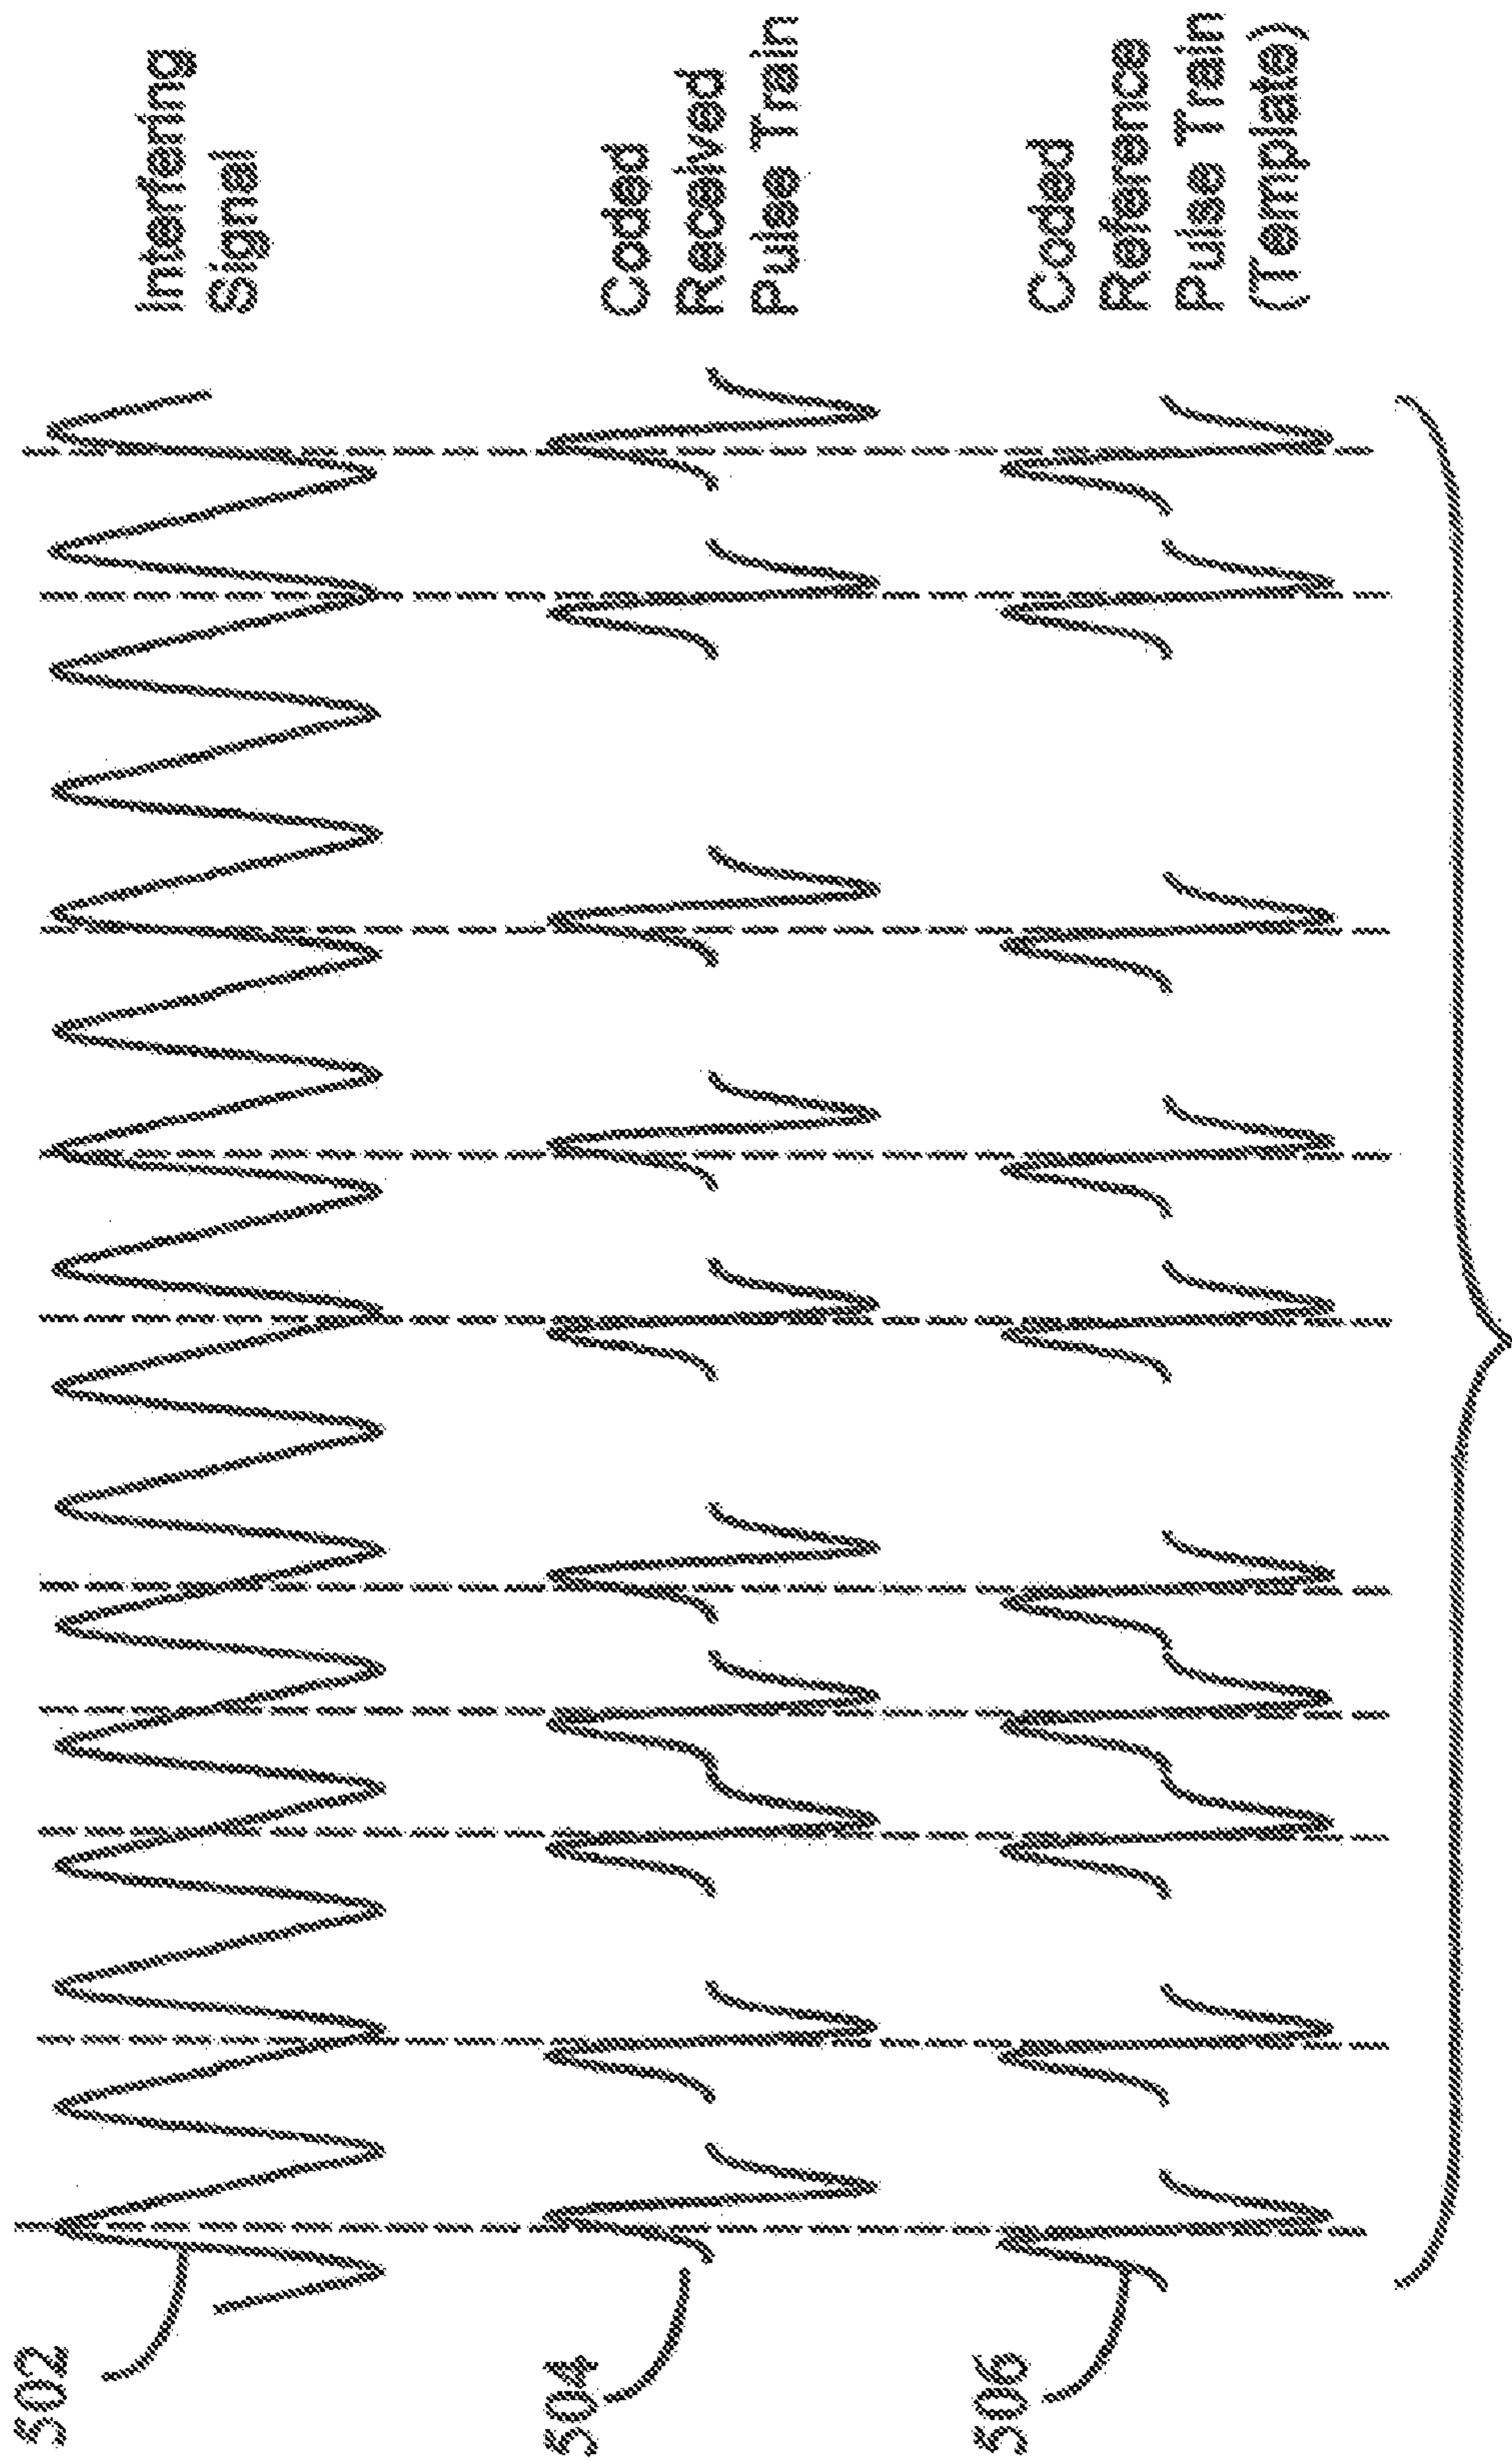 502
Interfering
Signal
504
Coded
Received
Pulse Train
506
Coded
Reference
Pulse Train
(Template)